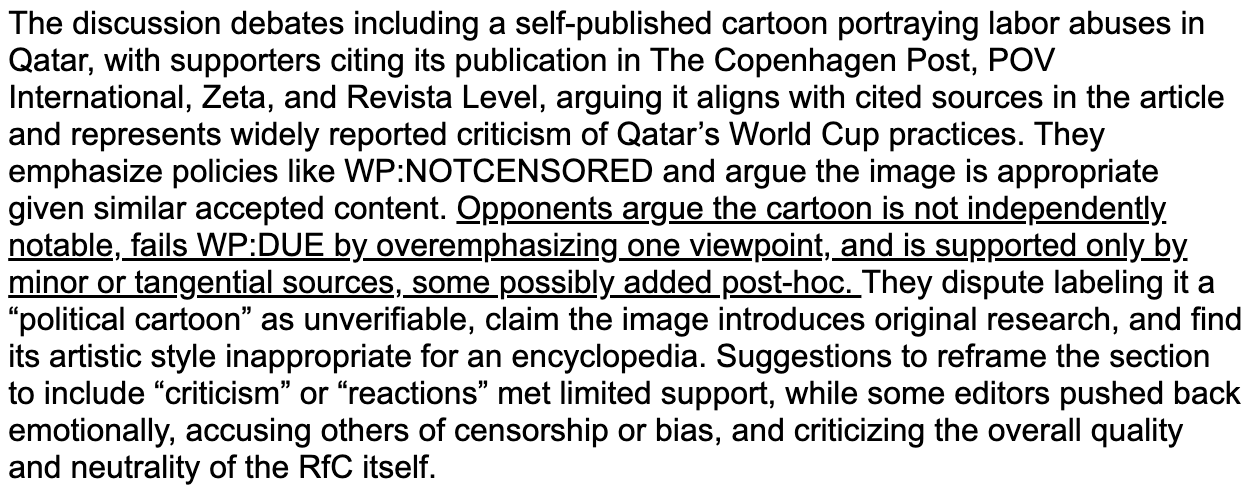 The discussion debates including a self-published cartoon portraying labor abuses in
Qatar, with supporters citing its publication in The Copenhagen Post, POV
International, Zeta, and Revista Level, arguing it aligns with cited sources in the article
and represents widely reported criticism of Qatar’s World Cup practices. They
emphasize policies like WP:NOTCENSORED and argue the image is appropriate
given similar accepted content. Opponents argue the cartoon is not independently
notable, fails WP:DUE by overemphasizing one viewpoint, and is supported only by
minor or tangential sources, some possibly added post-hoc. They dispute labeling it a
“political cartoon” as unverifiable, claim the image introduces original research, and find
its artistic style inappropriate for an encyclopedia. Suggestions to reframe the section
to include “criticism” or “reactions” met limited support, while some editors pushed back
emotionally, accusing others of censorship or bias, and criticizing the overall quality
and neutrality of the RfC itself.